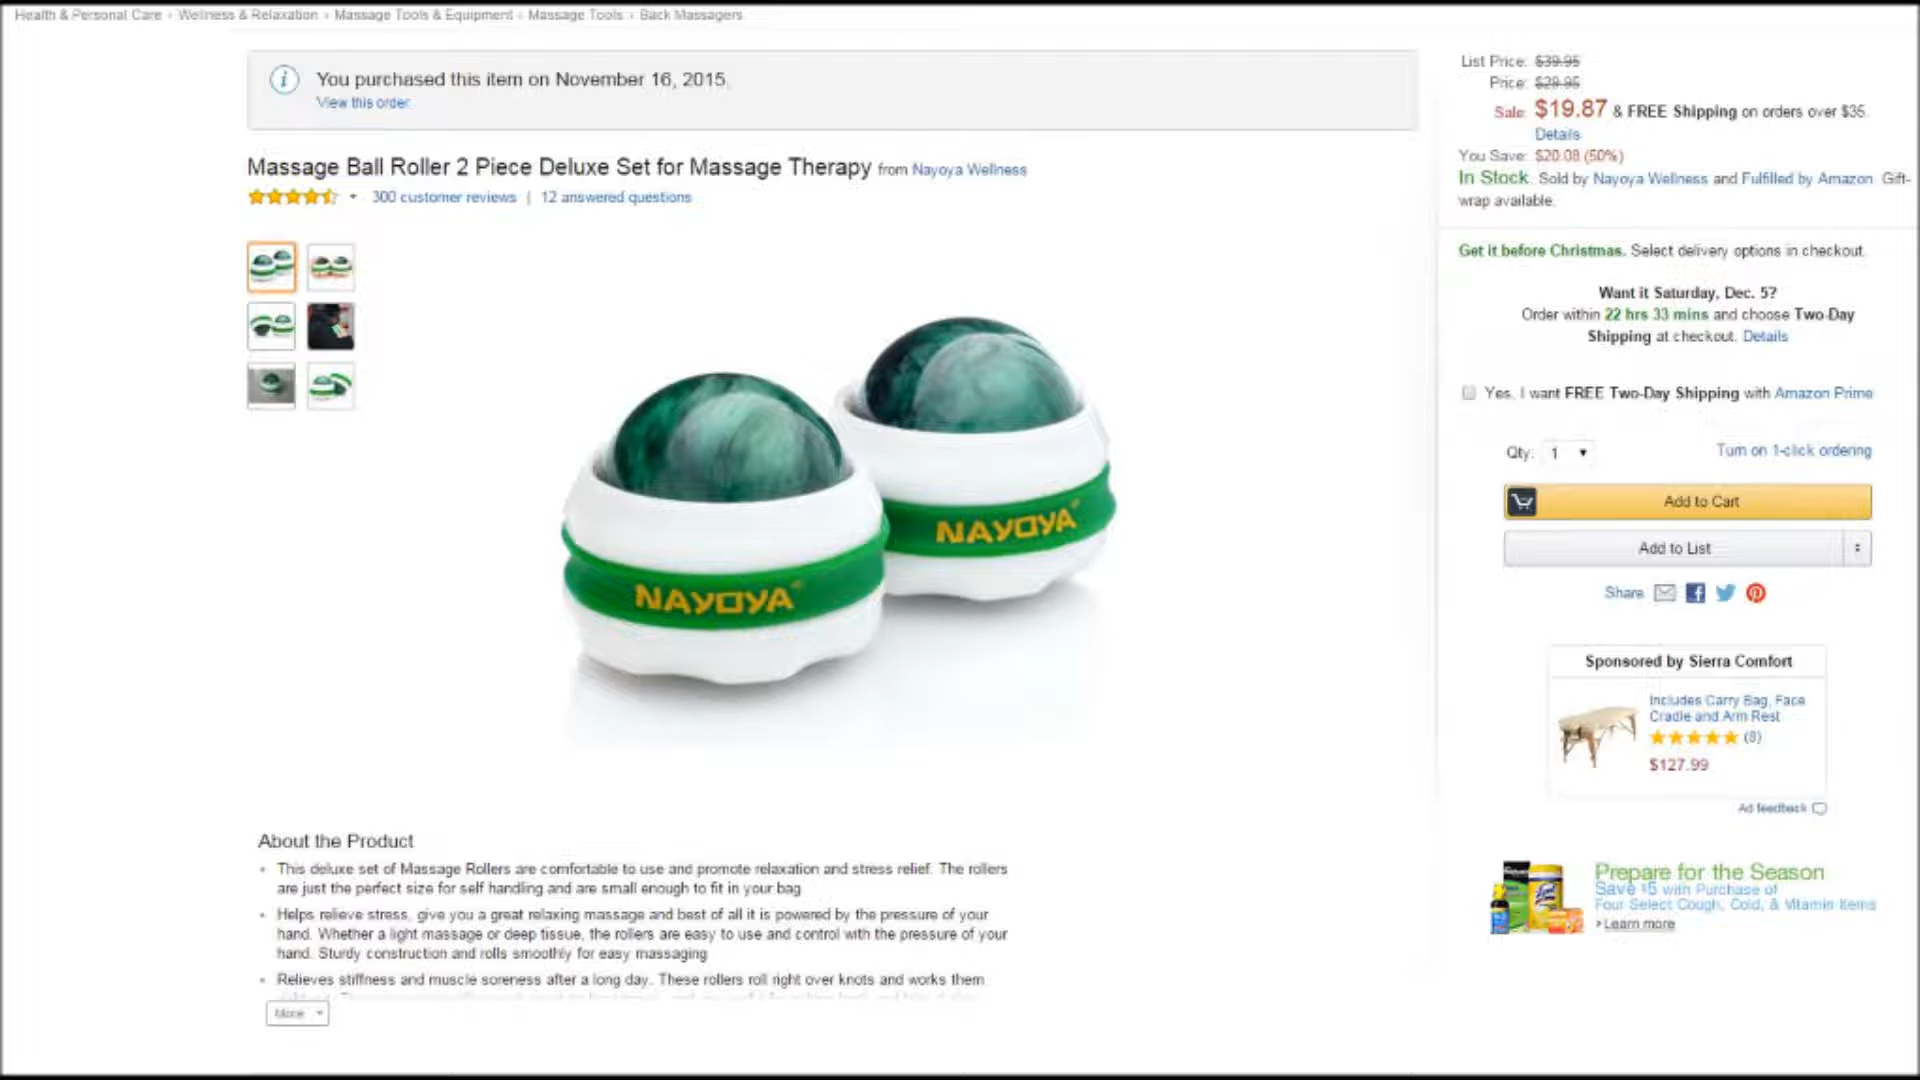 Health & Personal Care › Wellness & Relaxation › Massage Tools & Equipment › Massage Tools › Back Massagers
You purchased this item on November 16, 2015.
View this order
Massage Ball Roller 2 Piece Deluxe Set for Massage Therapy from Nayoya Wellness
300 customer reviews | 12 answered questions
NAYOYA
NAYOYA
About the Product
• This deluxe set of Massage Rollers are comfortable to use and promote relaxation and stress relief. The rollers
are just the perfect size for self handling and are small enough to fit in your bag
• Helps relieve stress, give you a great relaxing massage and best of all it is powered by the pressure of your
hand. Whether a light massage or deep tissue, the rollers are easy to use and control with the pressure of your
hand. Sturdy construction and rolls smoothly for easy massaging
• Relieves stiffness and muscle soreness after a long day. These rollers roll right over knots and works them
More
List Price: $39.95
Price: $29.95
Sale: $19.87 & FREE Shipping on orders over $35.
Details
You Save: $20.08 (50%)
In Stock. Sold by Nayoya Wellness and Fulfilled by Amazon. Gift-
wrap available.
Get it before Christmas. Select delivery options in checkout.
Want it Saturday, Dec. 5?
Order within 22 hrs 33 mins and choose Two-Day
Shipping at checkout. Details
Yes, I want FREE Two-Day Shipping with Amazon Prime
Qty: 1
Turn on 1-click ordering
Add to Cart
Add to List
Share
Sponsored by Sierra Comfort
Includes Carry Bag, Face
Cradle and Arm Rest
(8)
$127.99
Ad feedback
Prepare for the Season
Save $5 with Purchase of
Four Select Cough, Cold, & Vitamin Items
› Learn more